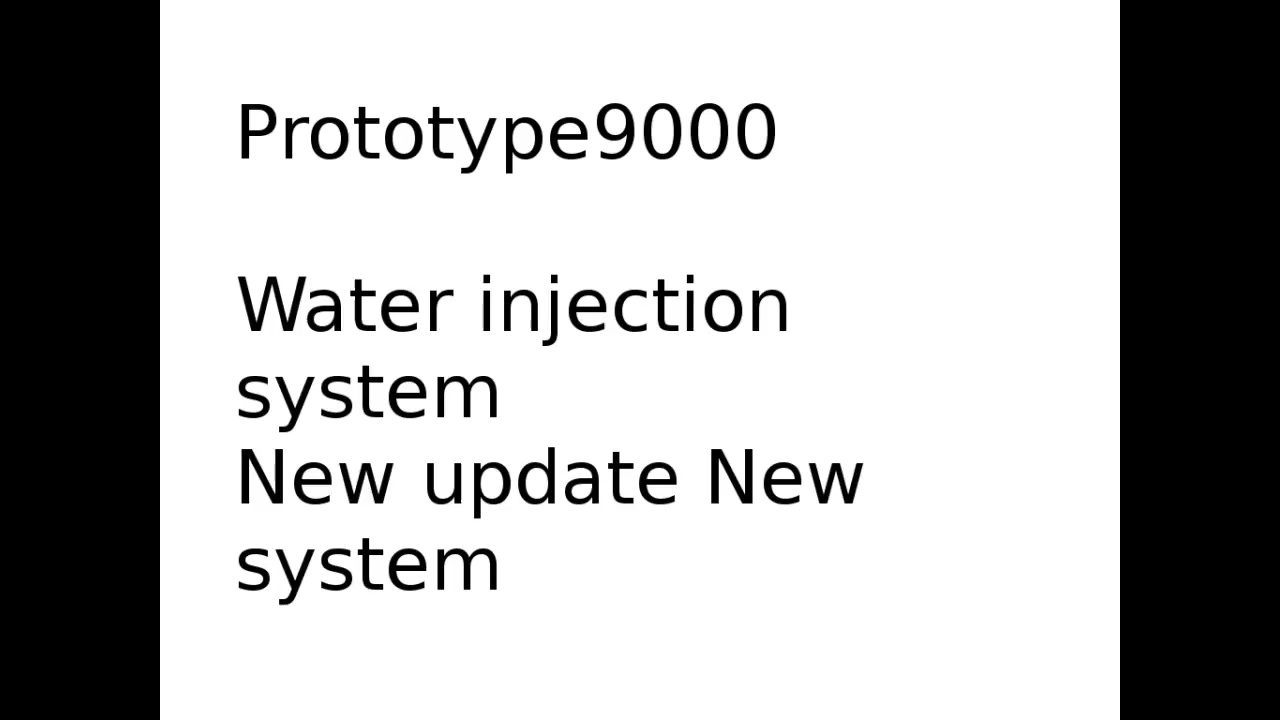 Prototype9000
Water injection
system
New update New
system